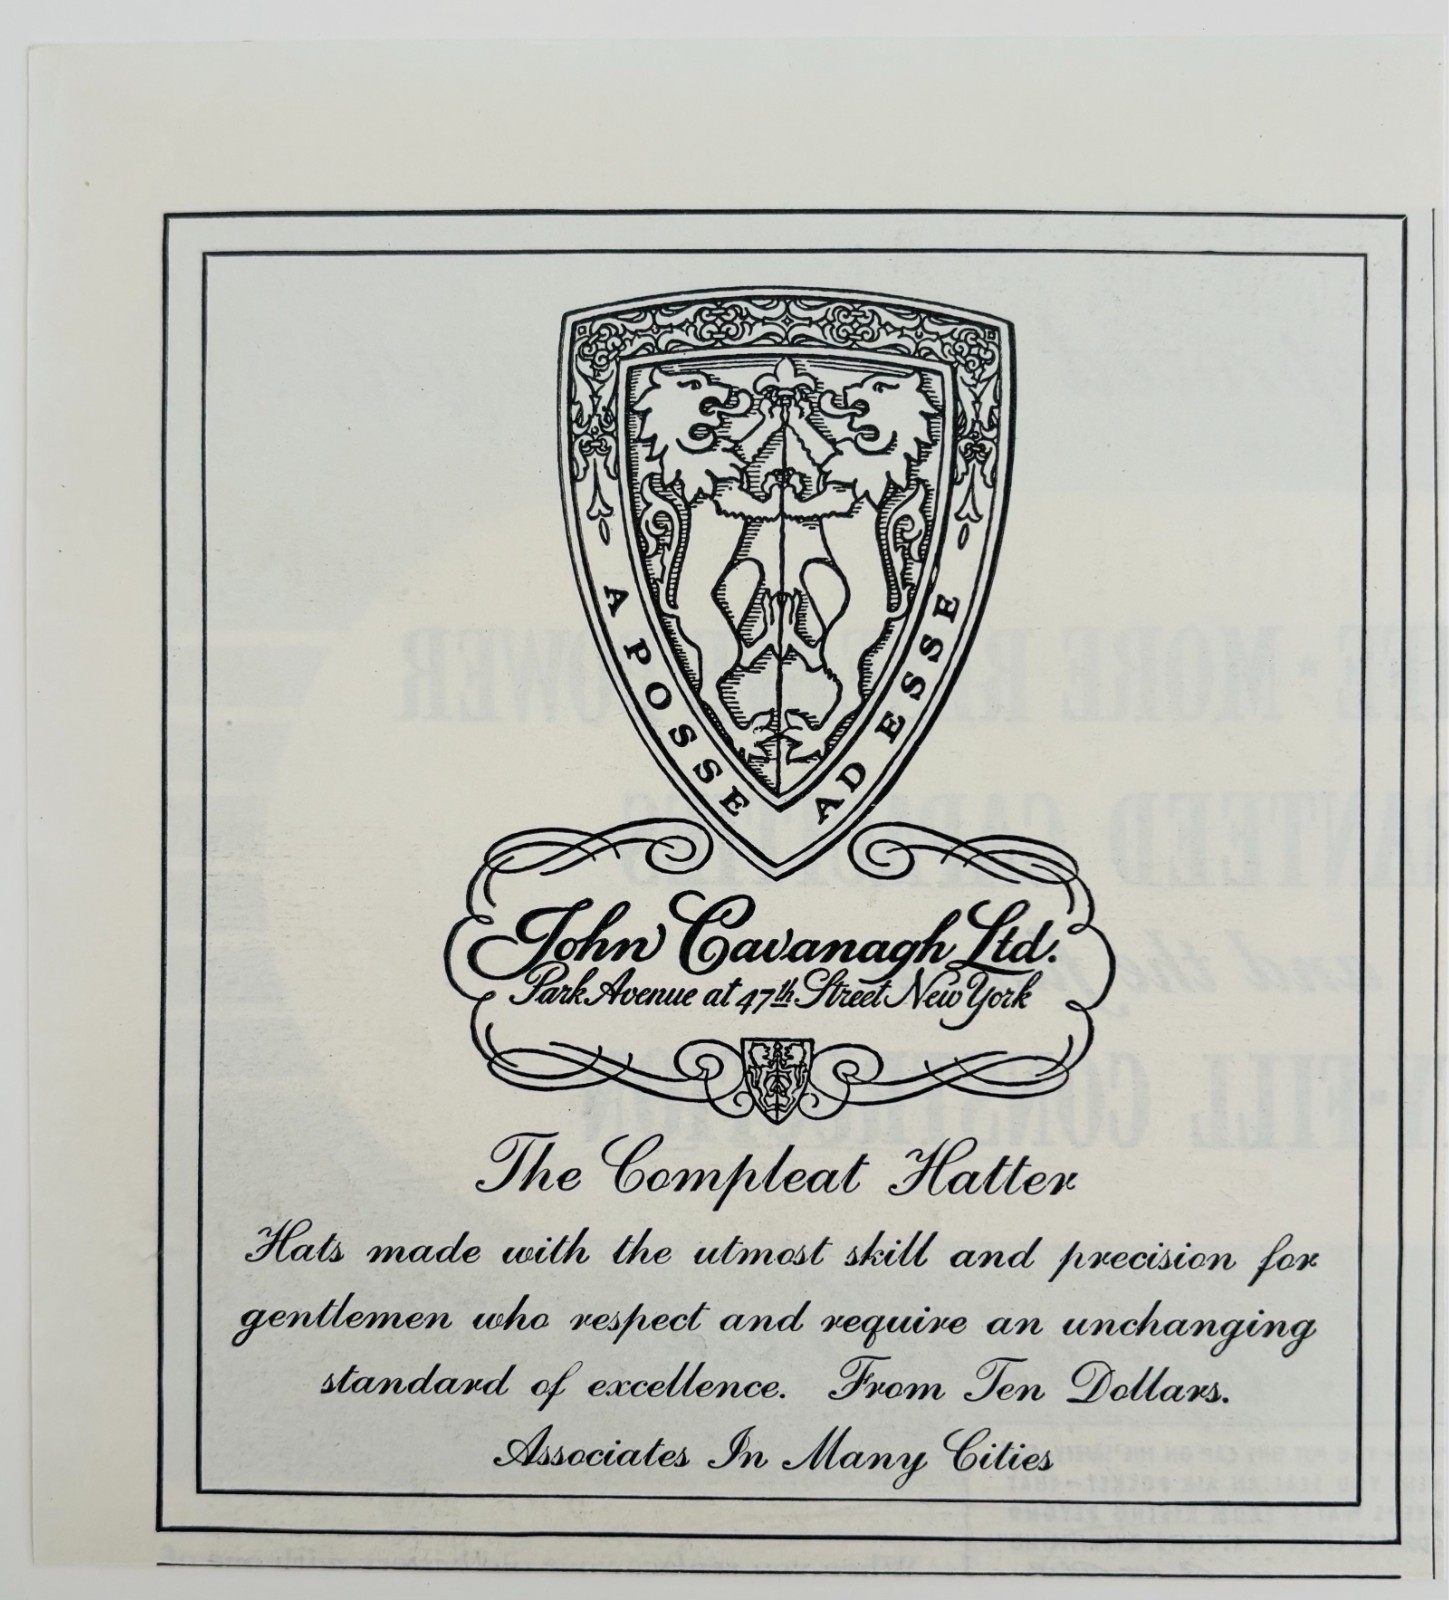 A POSSE AD ESSE
John Cavanagh Ltd.
Park Avenue at 47th Street New York
The Compleat Hatter
Hats made with the utmost skill and precision for
gentlemen who respect and require an unchanging
standard of excellence. From Ten Dollars.
Associates In Many Cities